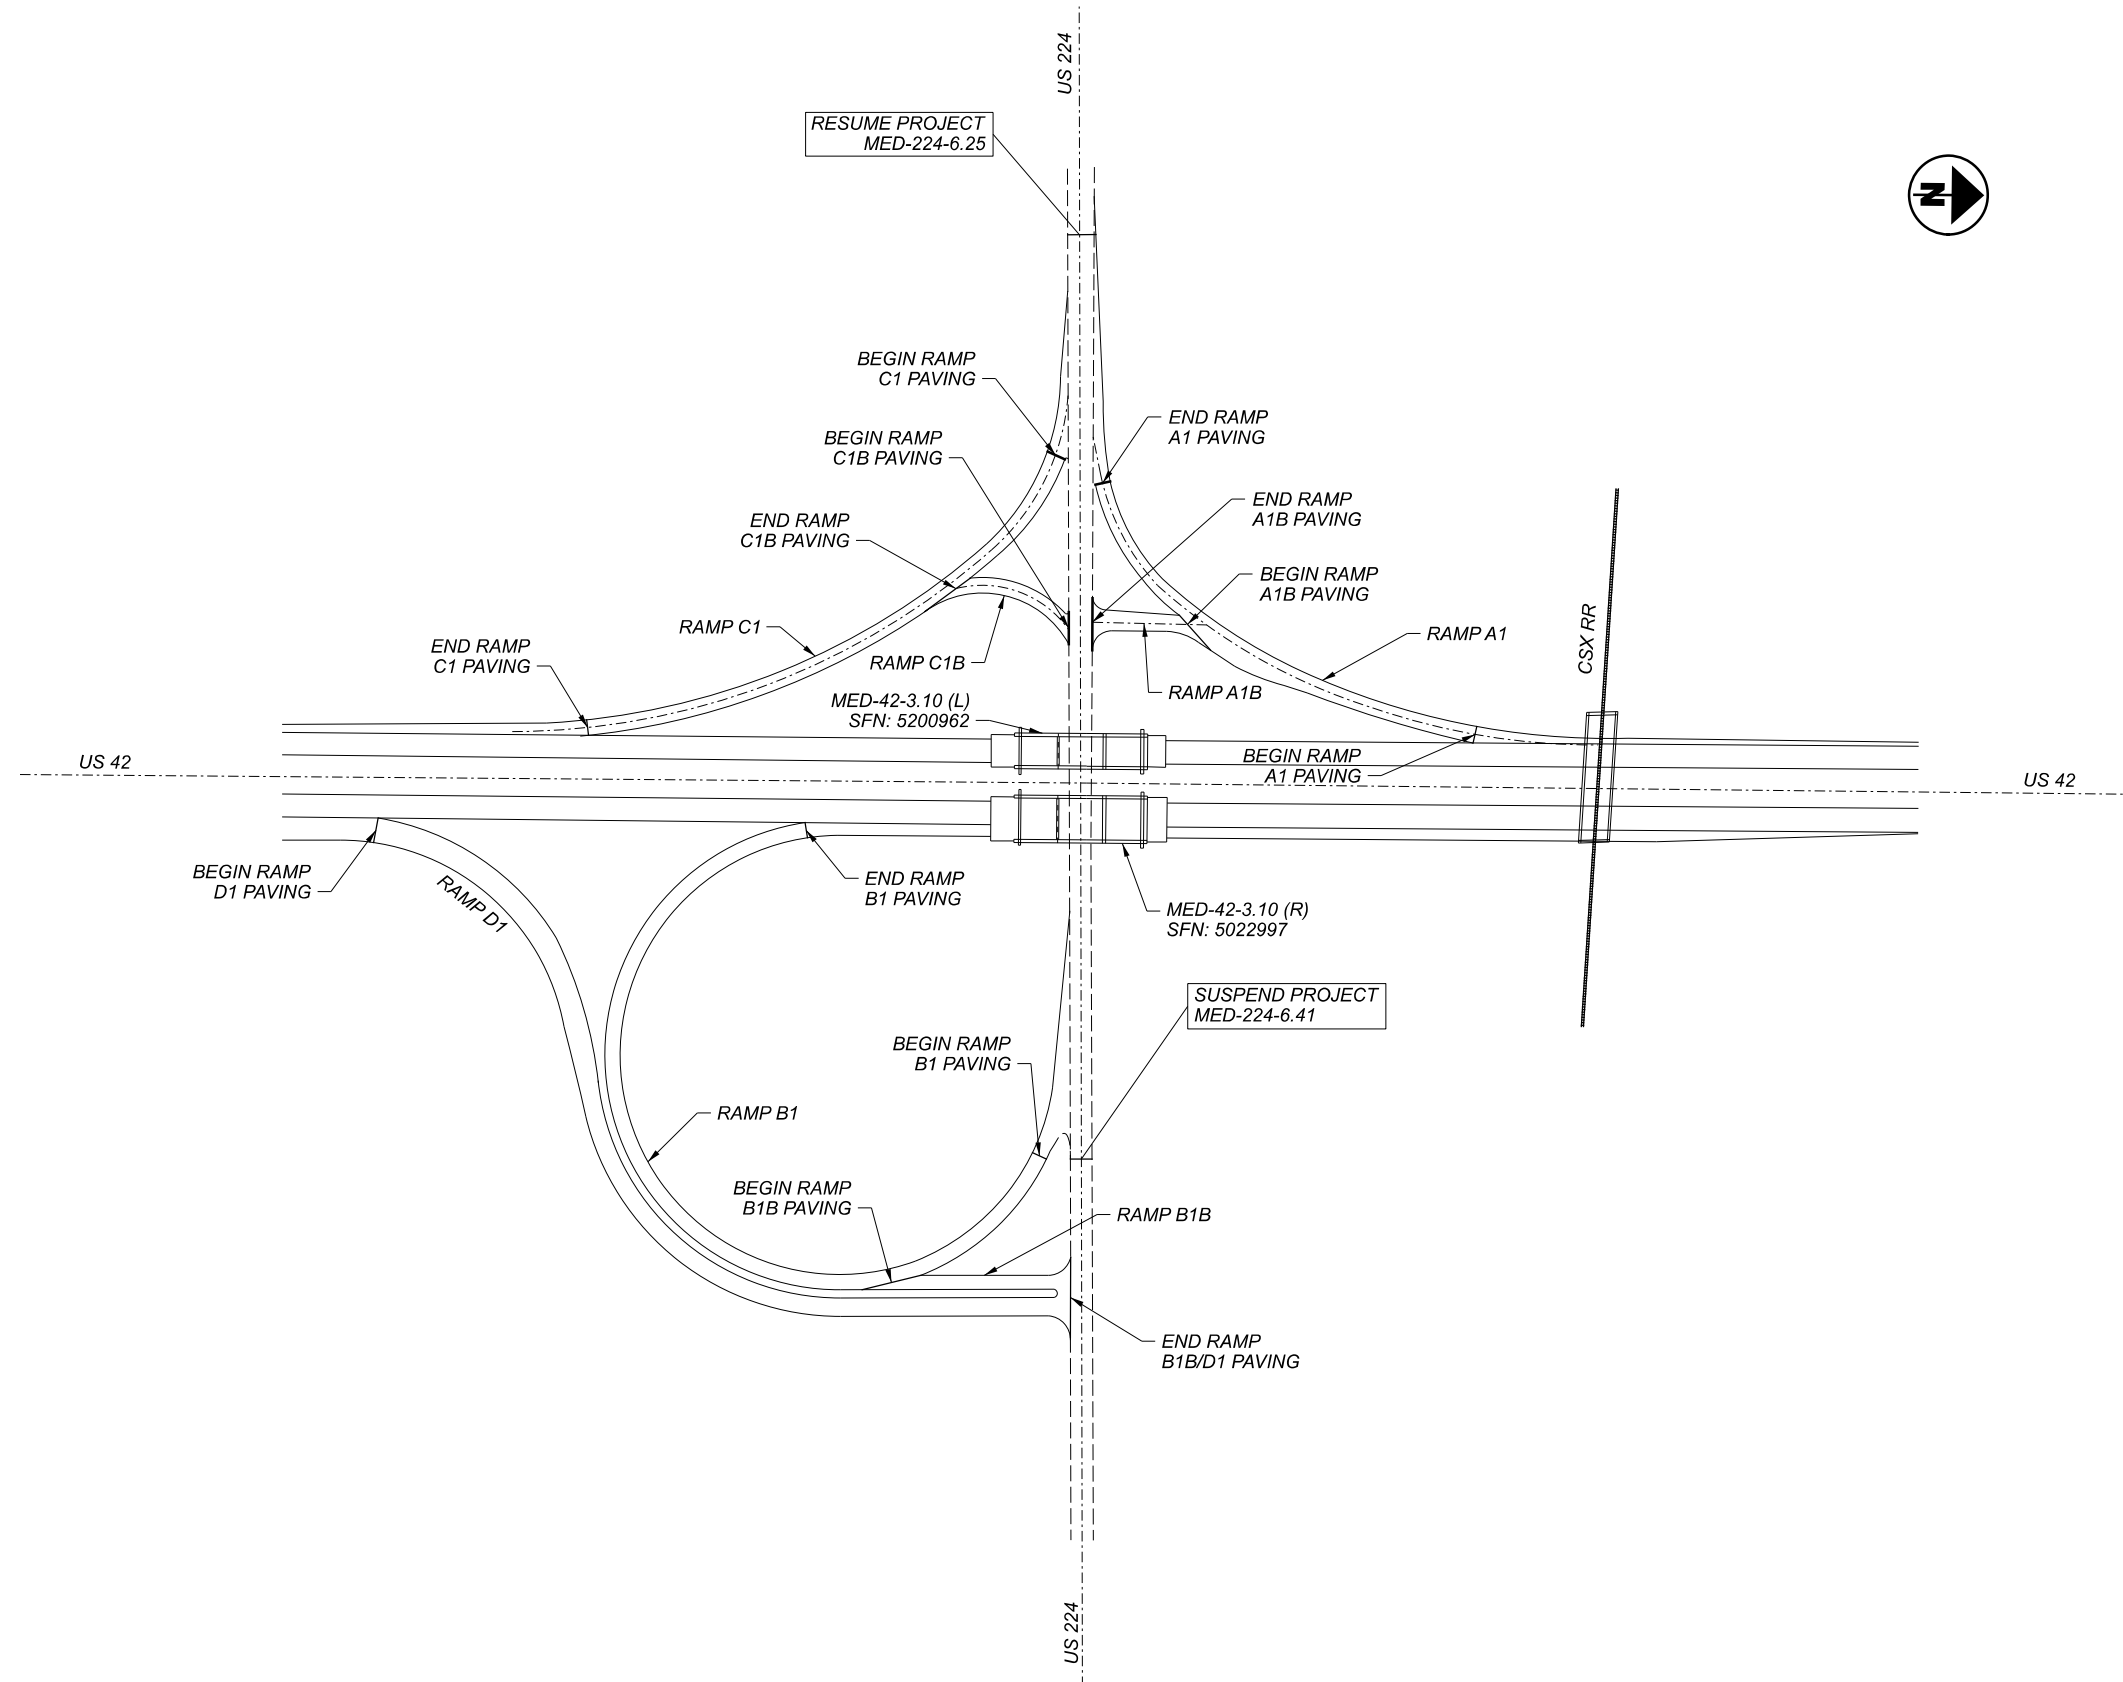 US 224
RESUME PROJECT
MED-224-6.25
N
BEGIN RAMP
C1 PAVING
END RAMP
A1 PAVING
BEGIN RAMP
C1B PAVING
END RAMP
A1B PAVING
END RAMP
C1B PAVING
BEGIN RAMP
A1B PAVING
RAMP C1
RAMP A1
CSX RR
END RAMP
C1 PAVING
RAMP C1B
RAMP A1B
MED-42-3.10 (L)
SFN: 5200962
BEGIN RAMP
A1 PAVING
US 42
US 42
BEGIN RAMP
D1 PAVING
RAMP D1
END RAMP
B1 PAVING
MED-42-3.10 (R)
SFN: 5022997
SUSPEND PROJECT
MED-224-6.41
BEGIN RAMP
B1 PAVING
RAMP B1
BEGIN RAMP
B1B PAVING
RAMP B1B
END RAMP
B1B/D1 PAVING
US 224